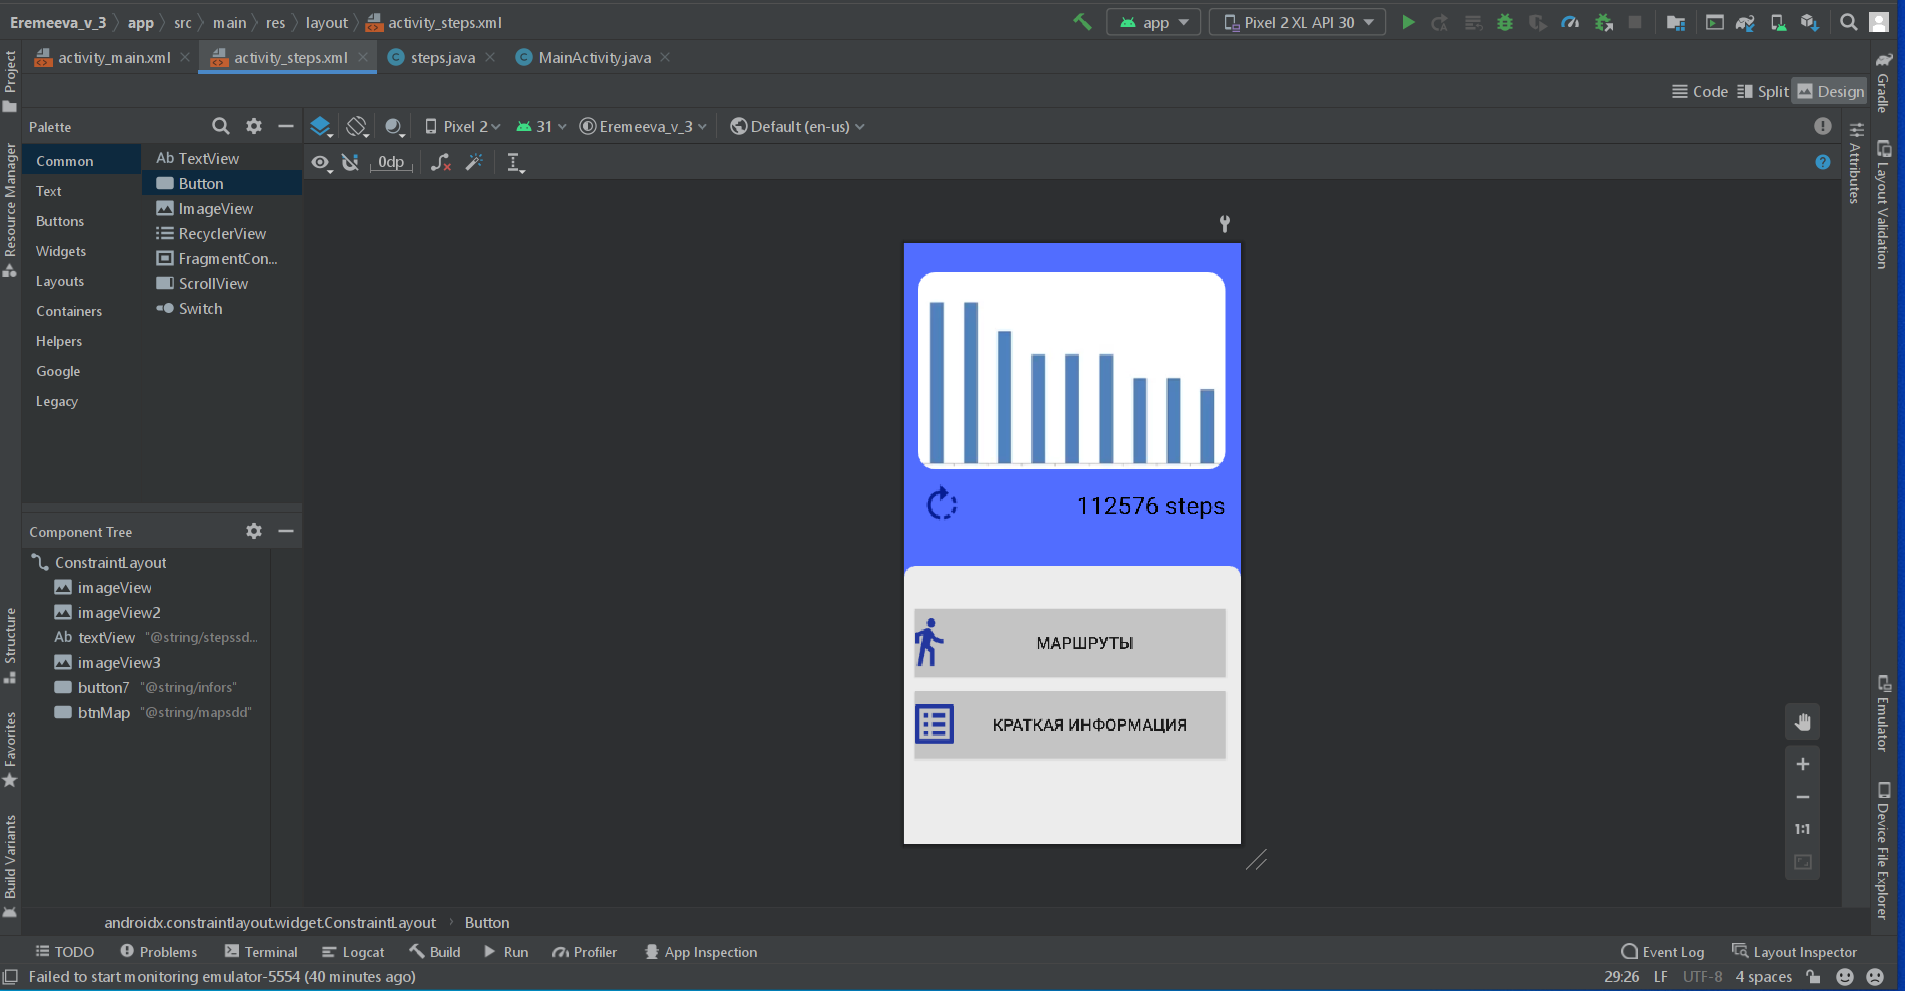 Eremeeva_v_3 app src main res layout activity_steps.xml app Pixel 2 XL API 30
activity_main.xml activity_steps.xml steps.java MainActivity.java
Code Split Design
Palette
Pixel 2 31 Eremeeva_v_3 Default (en-us)
0dp
Common
Text
Buttons
Widgets
Layouts
Containers
Helpers
Google
Legacy
Ab TextView
Button
ImageView
RecyclerView
FragmentCon...
ScrollView
Switch
Component Tree
ConstraintLayout
imageView
imageView2
Ab textView "@string/stepssd...
imageView3
button7 "@string/infors"
btnMap "@string/mapsdd"
112576 steps
МАРШРУТЫ
КРАТКАЯ ИНФОРМАЦИЯ
1:1
Project
Resource Manager
Structure
Favorites
Build Variants
Attributes
Gradle
Layout Validation
Emulator
Device File Explorer
androidx.constraintlayout.widget.ConstraintLayout Button
TODO Problems Terminal Logcat Build Run Profiler App Inspection Event Log Layout Inspector
Failed to start monitoring emulator-5554 (40 minutes ago) 29:26 LF UTF-8 4 spaces